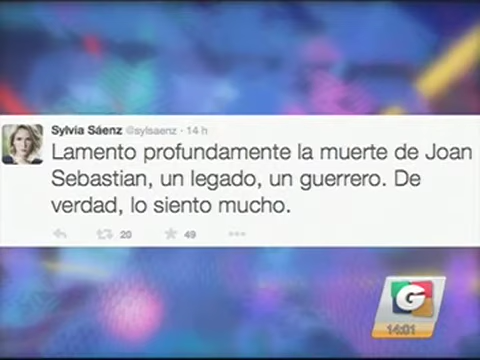 Sylvia Sáenz @sylsaenz · 14 h
Lamento profundamente la muerte de Joan
Sebastian, un legado, un guerrero. De
verdad, lo siento mucho.
20 49
G
14:01